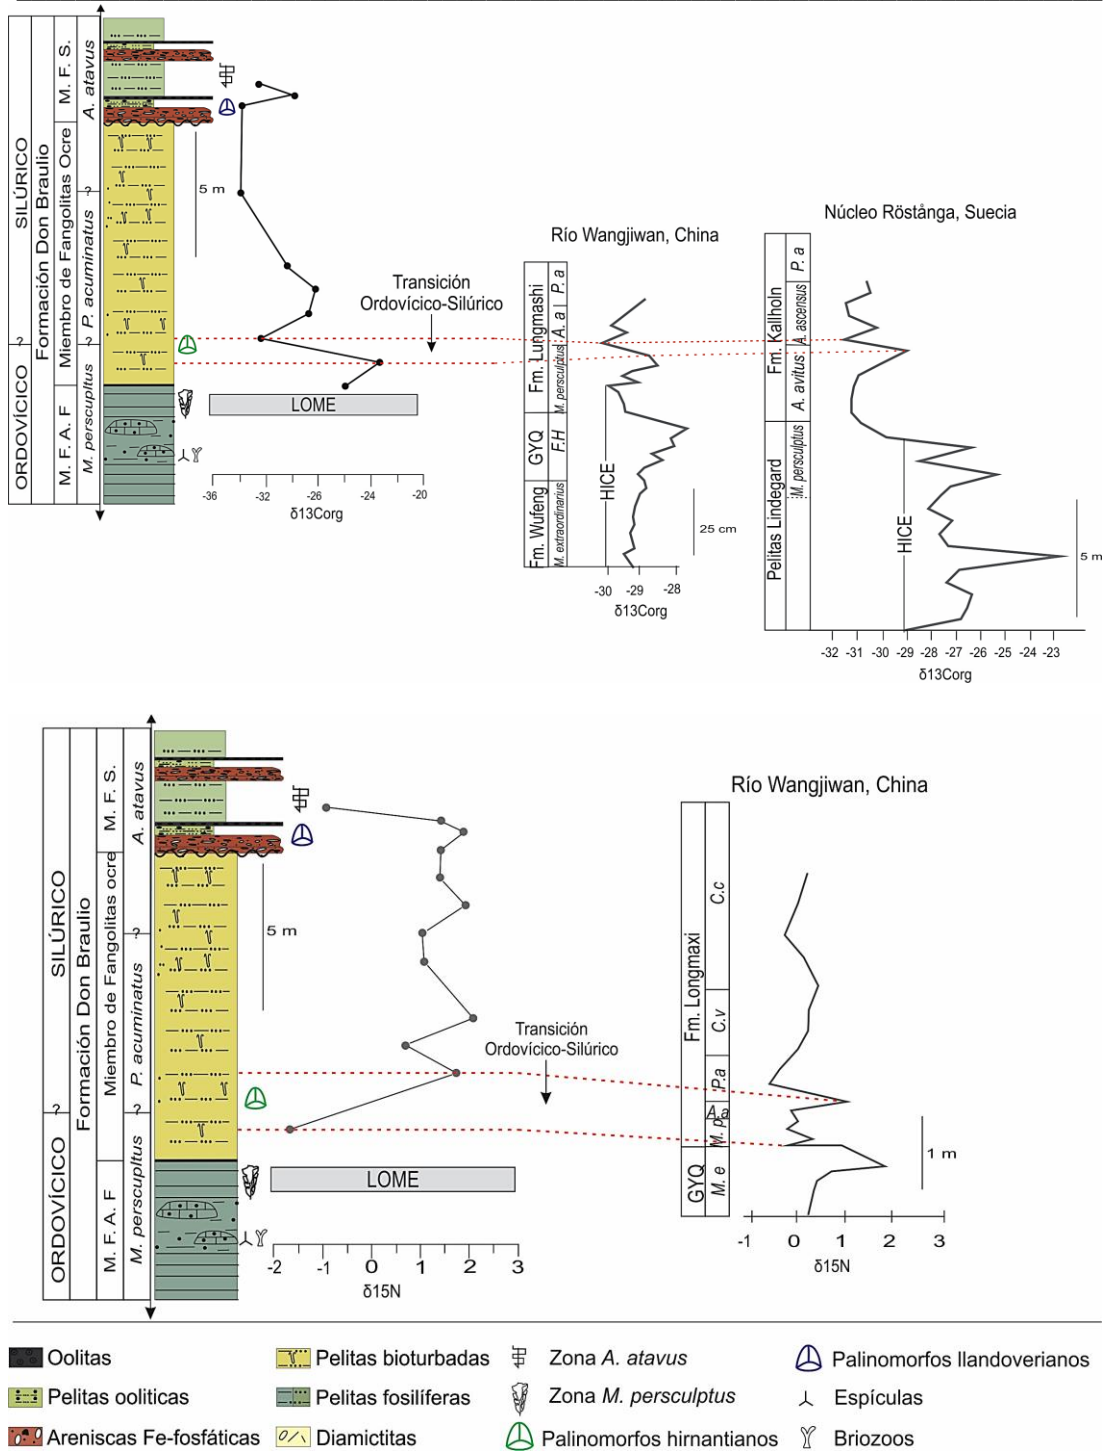 SILÚRICO
ORDOVÍCICO
?
Formación Don Braulio
M. F. S.
Miembro de Fangolitas Ocre
M. F. A. F
A. atavus
?
P. acuminatus
?
M. perscupltus
5 m
LOME
-36
-32
-26
-24
-20
δ13Corg
Transición
Ordovícico-Silúrico
Río Wangjiwan, China
Fm. Lungmashi
GYQ
Fm. Wufeng
P. a
A. a
M. persculptus
F.H
M. extraordinarius
HICE
25 cm
-30
-29
-28
δ13Corg
Núcleo Röstånga, Suecia
Fm. Kallholn
Pelitas Lindegard
P. a
A. ascensus
A. avitus
M. persculptus
HICE
5 m
-32 -31 -30 -29 -28 -27 -26 -25 -24 -23
δ13Corg
SILÚRICO
ORDOVÍCICO
?
Formación Don Braulio
M. F. S.
Miembro de Fangolitas ocre
M. F. A. F
A. atavus
?
P. acuminatus
?
M. perscupltus
5 m
LOME
-2 -1 0 1 2 3
δ15N
Transición
Ordovícico-Silúrico
Río Wangjiwan, China
Fm. Longmaxi
GYQ
C.c
C.v
P.a
A.a
M. p
M. e
1 m
-1 0 1 2 3
δ15N
Oolitas
Pelitas bioturbadas
Zona A. atavus
Palinomorfos llandoverianos
Pelitas ooliticas
Pelitas fosilíferas
Zona M. persculptus
Espículas
Areniscas Fe-fosfáticas
Diamictitas
Palinomorfos hirnantianos
Briozoos